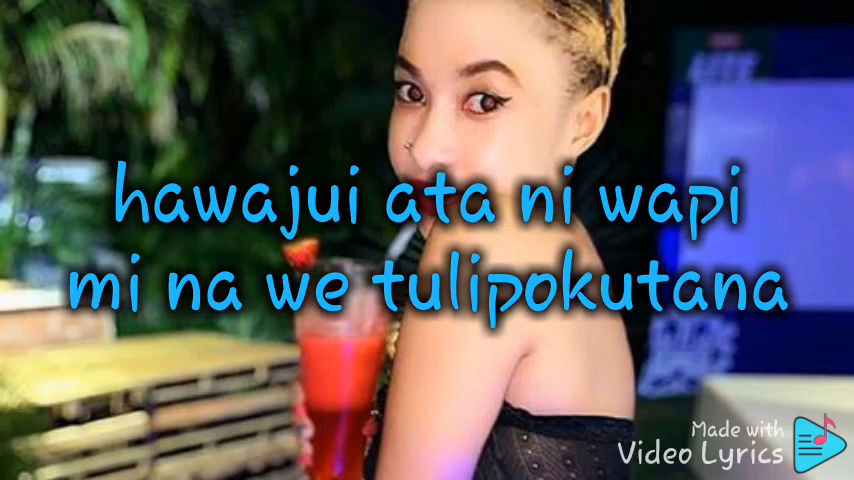 hawajui ata ni wapi
mi na we tulipokutana
Made with
Video Lyrics